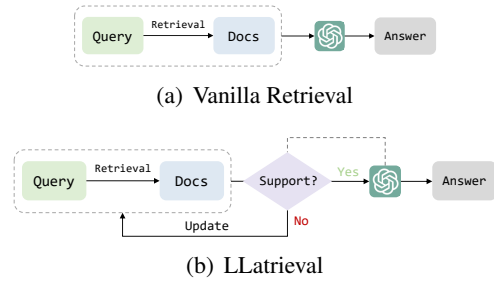 Query
Retrieval
Docs
Answer
(a) Vanilla Retrieval
Query
Retrieval
Docs
Support?
Yes
Answer
No
Update
(b) LLatrieval